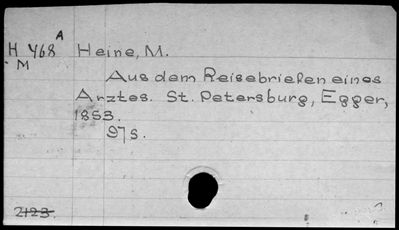 A
H 468 Heine, M.
M
Aus dem Reisebriefen eines
Arztes. St. Petersburg, Egger,
1853.
97 s.
2123.